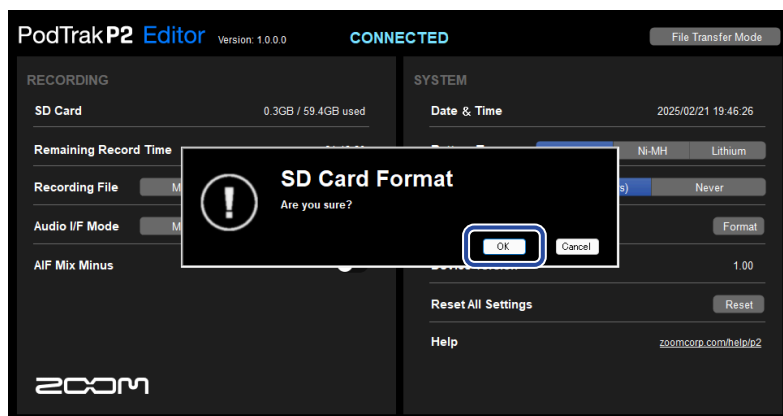 PodTrak P2 Editor Version: 1.0.0.0 CONNECTED File Transfer Mode
RECORDING
SD Card 0.3GB / 59.4GB used
Remaining Record Time
Recording File M
Audio I/F Mode M
AIF Mix Minus
SYSTEM
Date & Time 2025/02/21 19:46:26
Ni-MH Lithium
s) Never
Format
1.00
Reset All Settings Reset
Help zoomcorp.com/help/p2
SD Card Format
Are you sure?
OK Cancel
zoom